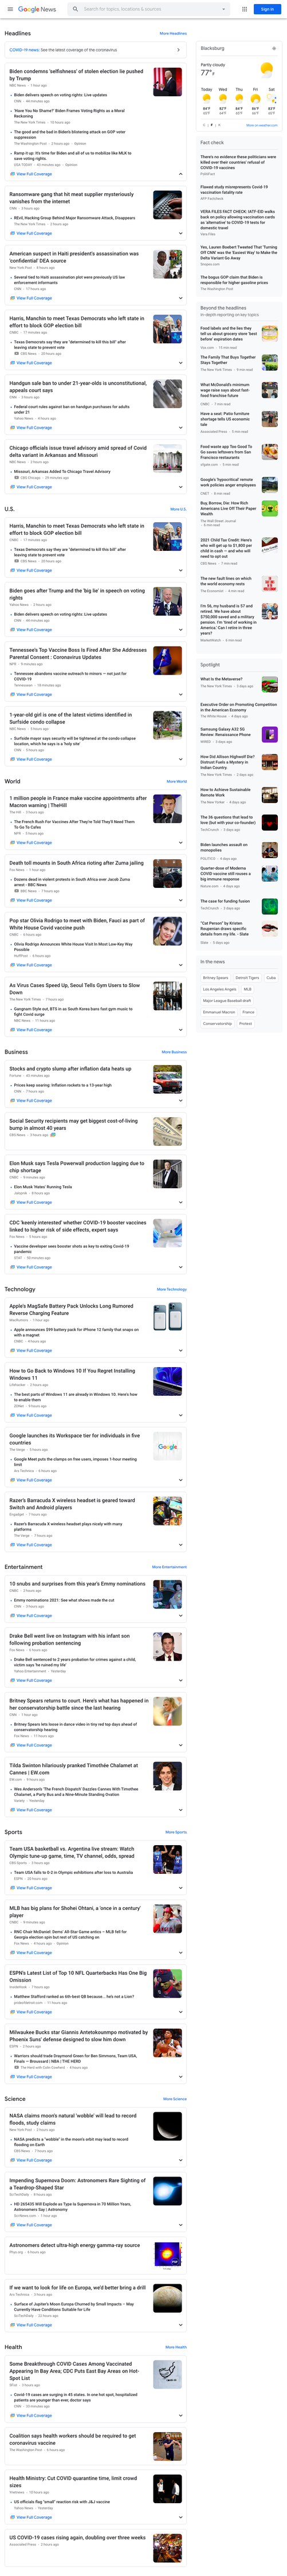 Google News
Search for topics, locations & sources
Sign in
Headlines
More Headlines
COVID-19 news: See the latest coverage of the coronavirus
Biden condemns 'selfishness' of stolen election lie pushed
by Trump
Biden delivers speech on voting rights: Live updates
'Have You No Shame?' Biden Frames Voting Rights as a Moral
Reckoning
The good and the bad in Biden's blistering attack on GOP voter
suppression
Ramp it up: It's time for Biden and all of us to mobilize like MLK to
save voting rights
View Full Coverage
Ransomware gang that hit meat supplier mysteriously
vanishes from the internet
REvil, Hacking Group Behind Major Ransomware Attack, Disappears
View Full Coverage
American suspect in Haiti president's assassination was
'confidential' DEA source
Several tied to Haiti assassination plot were previously US law
enforcement informants
View Full Coverage
Harris, Manchin to meet Texas Democrats who left state in
effort to block GOP election bill
Texas Democrats say they are "determined to kill this bill" after
leaving state to prevent vote
View Full Coverage
Handgun sale ban to under 21-year-olds is unconstitutional,
appeals court says
Federal court rules against ban on handgun purchases for adults
under 21
View Full Coverage
Chicago officials issue travel advisory amid spread of Covid
delta variant in Arkansas and Missouri
Missouri, Arkansas Added To Chicago Travel Advisory
View Full Coverage
U.S.
More U.S.
Harris, Manchin to meet Texas Democrats who left state in
effort to block GOP election bill
Texas Democrats say they are "determined to kill this bill" after
leaving state to prevent vote
View Full Coverage
Biden goes after Trump and the 'big lie' in speech on voting
rights
Biden delivers speech on voting rights: Live updates
View Full Coverage
Tennessee's Top Vaccine Boss Is Fired After She Addresses
Parental Consent : Coronavirus Updates
Tennessee abandons vaccine outreach to minors — not just for
COVID-19
View Full Coverage
1-year-old girl is one of the latest victims identified in
Surfside condo collapse
Surfside mayor says security will be tightened at the condo collapse
location, which he says is a 'holy site'
View Full Coverage
World
More World
1 million people in France make vaccine appointments after
Macron warning | TheHill
The French Rush For Vaccines After They're Told They'll Need Them
To Go To Cafes
View Full Coverage
Death toll mounts in South Africa rioting after Zuma jailing
Dozens dead in violent protests in South Africa over Jacob Zuma
arrest - BBC News
View Full Coverage
Pop star Olivia Rodrigo to meet with Biden, Fauci as part of
White House Covid vaccine push
Olivia Rodrigo Announces White House Visit In Most Low-Key Way
Possible
View Full Coverage
As Virus Cases Speed Up, Seoul Tells Gym Users to Slow
Down
Gangnam Style out, BTS in as South Korea bans fast gym music to
fight Covid surge
View Full Coverage
Business
More Business
Stocks and crypto slump after inflation data heats up
Prices keep soaring: Inflation rockets to a 13-year high
View Full Coverage
Social Security recipients may get biggest cost-of-living
bump in almost 40 years
Elon Musk says Tesla Powerwall production lagging due to
chip shortage
Elon Musk 'Hates' Running Tesla
View Full Coverage
CDC 'keenly interested' whether COVID-19 booster vaccines
linked to higher risk of side effects, expert says
Vaccine developer sees booster shots as key to exiting Covid-19
pandemic
View Full Coverage
Technology
More Technology
Apple's MagSafe Battery Pack Unlocks Long Rumored
Reverse Charging Feature
Apple announces $99 battery pack for iPhone 12 family that snaps on
with a magnet
View Full Coverage
How to Go Back to Windows 10 If You Regret Installing
Windows 11
The best parts of Windows 11 are already in Windows 10. Here's how
to enable them
View Full Coverage
Google launches its Workspace tier for individuals in five
countries
Google Meet puts the clamps on free users, imposes 1-hour meeting
limit
View Full Coverage
Razer's Barracuda X wireless headset is geared toward
Switch and Android players
Razer's Barracuda X wireless headset plays nicely with many
platforms
View Full Coverage
Entertainment
More Entertainment
10 snubs and surprises from this year's Emmy nominations
Emmy nominations 2021: See what shows made the cut
View Full Coverage
Drake Bell went live on Instagram with his infant son
following probation sentencing
Drake Bell sentenced to 2 years probation for crimes against a child,
victim says 'he ruined my life'
View Full Coverage
Britney Spears returns to court. Here's what has happened in
her conservatorship battle since the last hearing
Britney Spears lets loose in dance video in tiny red top days ahead of
conservatorship hearing
View Full Coverage
Tilda Swinton hilariously pranked Timothée Chalamet at
Cannes | EW.com
Wes Anderson's 'The French Dispatch' Dazzles Cannes With Timothee
Chalamet, a Party Bus and a Nine-Minute Standing Ovation
View Full Coverage
Sports
More Sports
Team USA basketball vs. Argentina live stream: Watch
Olympic tune-up game, time, TV channel, odds, spread
Team USA falls to 0-2 in Olympic exhibitions after loss to Australia
View Full Coverage
MLB has big plans for Shohei Ohtani, a 'once in a century'
player
RNC Chair McDaniel: Dems' All-Star Game antics – MLB fell for
Georgia election spin but rest of US catching on
View Full Coverage
ESPN's Latest List of Top 10 NFL Quarterbacks Has One Big
Omission
Matthew Stafford ranked as 6th-best QB because... he's not a Lion?
View Full Coverage
Milwaukee Bucks star Giannis Antetokounmpo motivated by
Phoenix Suns' defense designed to slow him down
Warriors should trade Draymond Green for Ben Simmons, Team USA,
Finals — Broussard | NBA | THE HERD
View Full Coverage
Science
More Science
NASA claims moon's natural 'wobble' will lead to record
floods, study claims
NASA predicts a "wobble" in the moon's orbit may lead to record
flooding on Earth
View Full Coverage
Impending Supernova Doom: Astronomers Rare Sighting of
a Teardrop-Shaped Star
HD 265435 Will Explode as Type Ia Supernova in 70 Million Years,
Astronomers Say | Astronomy
View Full Coverage
Astronomers detect ultra-high energy gamma-ray source
If we want to look for life on Europa, we'd better bring a drill
Surface of Jupiter's Moon Europa Churned by Small Impacts – May
Currently Have Conditions Suitable for Life
View Full Coverage
Health
More Health
Some Breakthrough COVID Cases Among Vaccinated
Appearing In Bay Area; CDC Puts East Bay Areas on Hot-
Spot List
Covid-19 cases are surging in 45 states. In one hot spot, hospitalized
patients are younger than ever, doctor says
View Full Coverage
Coalition says health workers should be required to get
coronavirus vaccine
Health Ministry: Cut COVID quarantine time, limit crowd
sizes
US officials flag "small" reaction risk with J&J vaccine
View Full Coverage
US COVID-19 cases rising again, doubling over three weeks
Blacksburg
Partly cloudy
77°F
Today Wed Thu Fri Sat
More on weather.com
Fact check
There's no evidence these politicians were
killed over their countries' refusal of
COVID-19 vaccines
PolitiFact
Flawed study misrepresents Covid-19
vaccination fatality rate
AFP Factcheck
VERA FILES FACT CHECK: IATF-EID walks
back on policy allowing vaccination cards
as 'alternative' to COVID-19 tests for
domestic travel
Vera Files
Yes, Lauren Boebert Tweeted That 'Turning
Off CNN' was the 'Easiest Way' to Make the
Delta Variant Go Away
Snopes.com
The bogus GOP claim that Biden is
responsible for higher gasoline prices
The Washington Post
Beyond the headlines
In-depth reporting on key topics
Food labels and the lies they
tell us about grocery store 'best
before' expiration dates
The Family That Buys Together
Stays Together
What McDonald's minimum
wage raise says about fast-
food franchise future
Have a seat: Patio furniture
shortage tells US economic
tale
Food waste app Too Good To
Go saves leftovers from San
Francisco restaurants
Google's 'hypocritical' remote
work policies anger employees
Buy, Borrow, Die: How Rich
Americans Live Off Their Paper
Wealth
2021 Child Tax Credit: Here's
who will get up to $1,800 per
child in cash — and who will
need to opt out
The new fault lines on which
the world economy rests
I'm 55, my husband is 57 and
retired. We have about
$750,000 saved and a military
pension. I'm 'tired of working in
America.' Can I retire in three
years?
Spotlight
What Is the Metaverse?
Executive Order on Promoting Competition
in the American Economy
Samsung Galaxy A32 5G
Review: Renaissance Phone
How Did Allison Highwolf Die?
Distrust Fuels a Mystery in
Indian Country.
How to Achieve Sustainable
Remote Work
The 36 questions that lead to
love (but with your co-founder)
Biden launches assault on
monopolies
Quarter-dose of Moderna
COVID vaccine still rouses a
big immune response
The case for funding fusion
"Cat Person" by Kristen
Roupenian draws specific
details from my life. - Slate
In the news
Britney Spears
Detroit Tigers
Cuba
Los Angeles Angels
MLB
Major League Baseball draft
Emmanuel Macron
France
Conservatorship
Protest